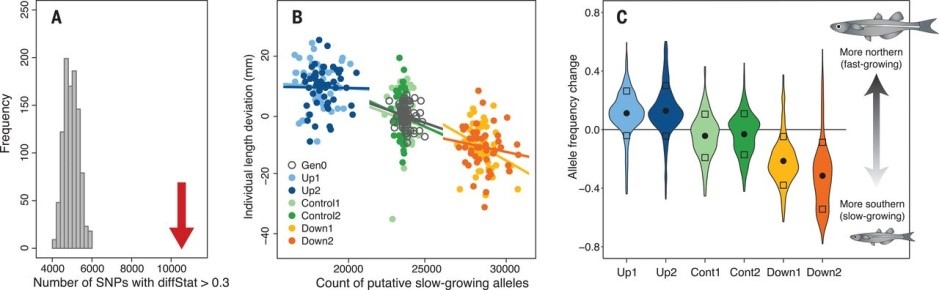 A
250
200
150
100
50
0
Frequency
4000 6000 8000 10000
Number of SNPs with diffStat > 0.3
B
20
0
−20
−40
Individual length deviation (mm)
Gen0
Up1
Up2
Control1
Control2
Down1
Down2
20000 25000 30000
Count of putative slow-growing alleles
C
0.8
0.4
0.0
−0.4
−0.8
Allele frequency change
Up1 Up2 Cont1 Cont2 Down1 Down2
More northern
(fast-growing)
More southern
(slow-growing)